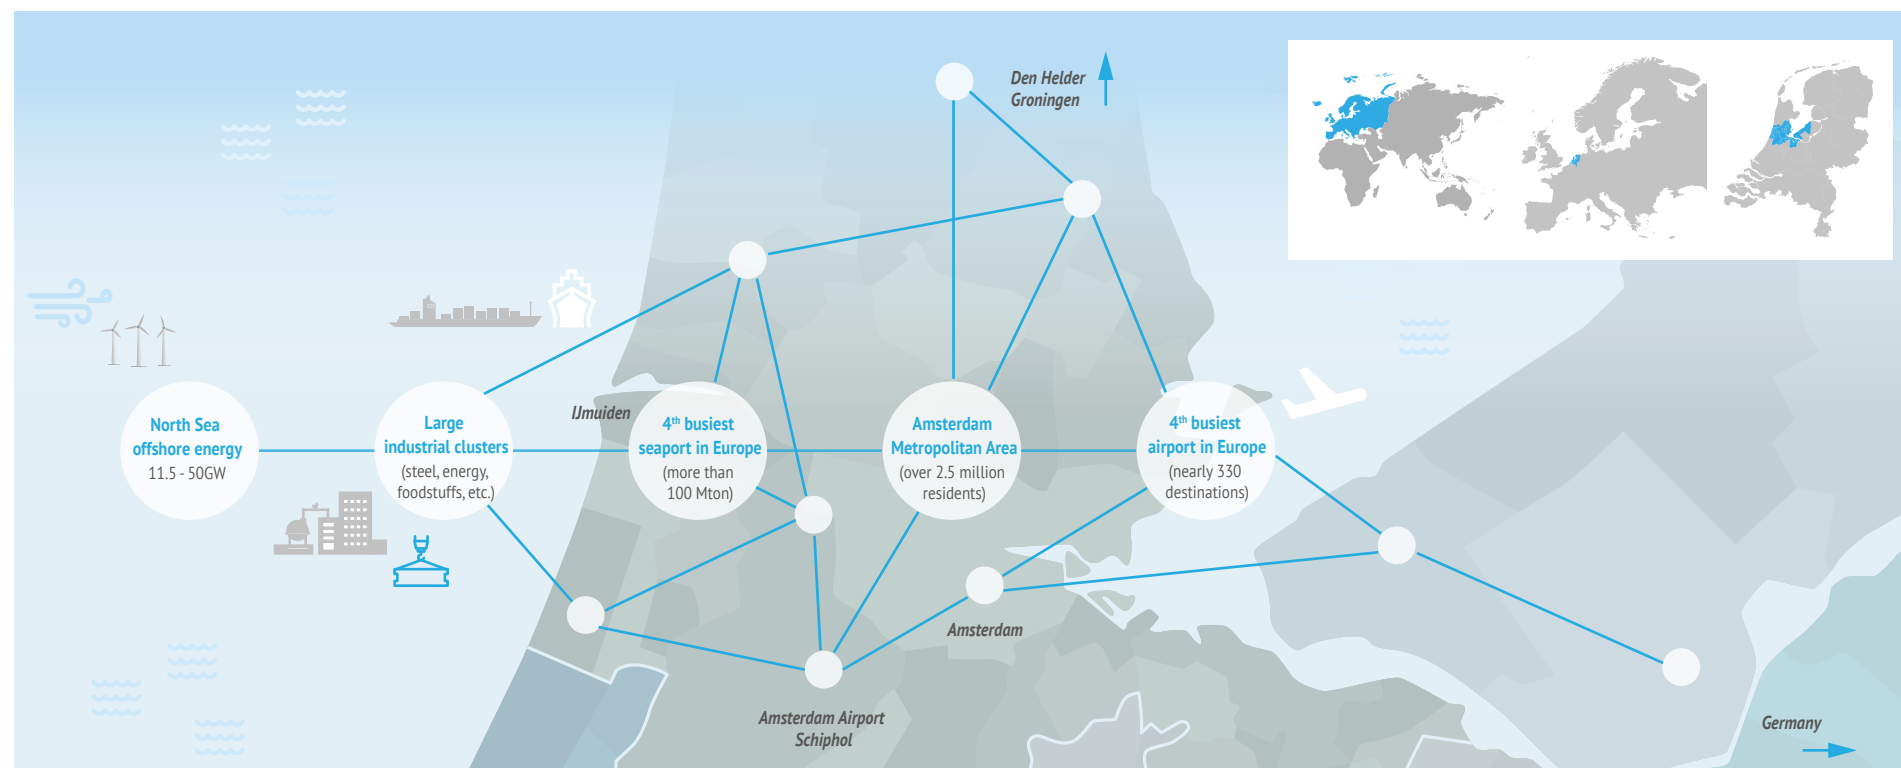 Den Helder
Groningen
IJmuiden
North Sea
offshore energy
11.5 - 50GW
Large
industrial clusters
(steel, energy,
foodstuffs, etc.)
4th busiest
seaport in Europe
(more than
100 Mton)
Amsterdam
Metropolitan Area
(over 2.5 million
residents)
4th busiest
airport in Europe
(nearly 330
destinations)
Amsterdam
Amsterdam Airport
Schiphol
Germany